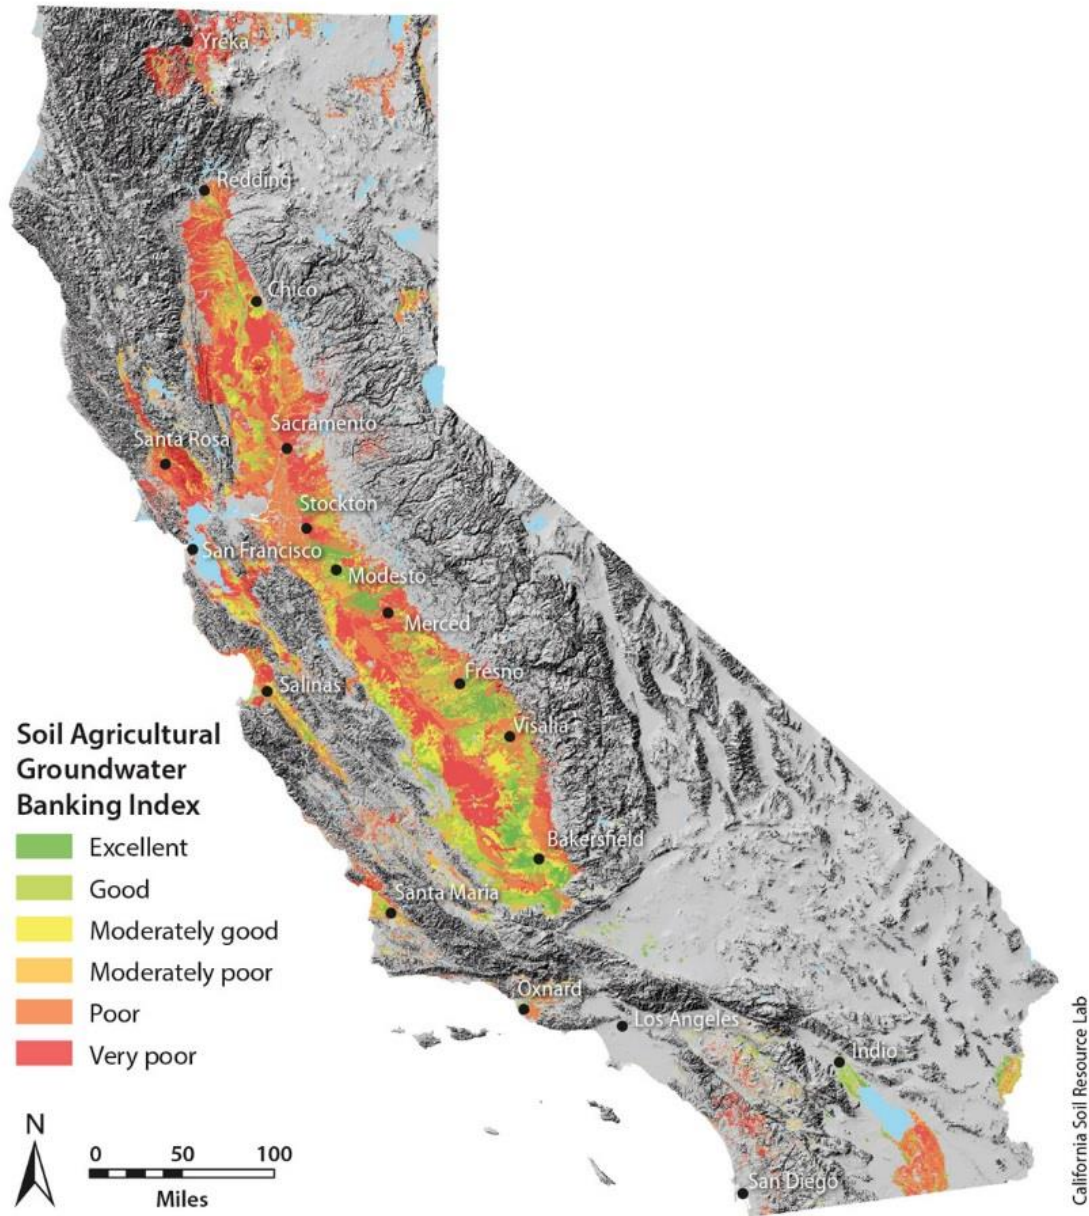 Yreka
Redding
Chico
Sacramento
Santa Rosa
Stockton
San Francisco
Modesto
Merced
Fresno
Salinas
Visalia
Soil Agricultural
Groundwater
Banking Index
Excellent
Good
Moderately good
Moderately poor
Poor
Very poor
Bakersfield
Santa Maria
Oxnard
Los Angeles
Indio
San Diego
N
0 50 100
Miles
California Soil Resource Lab